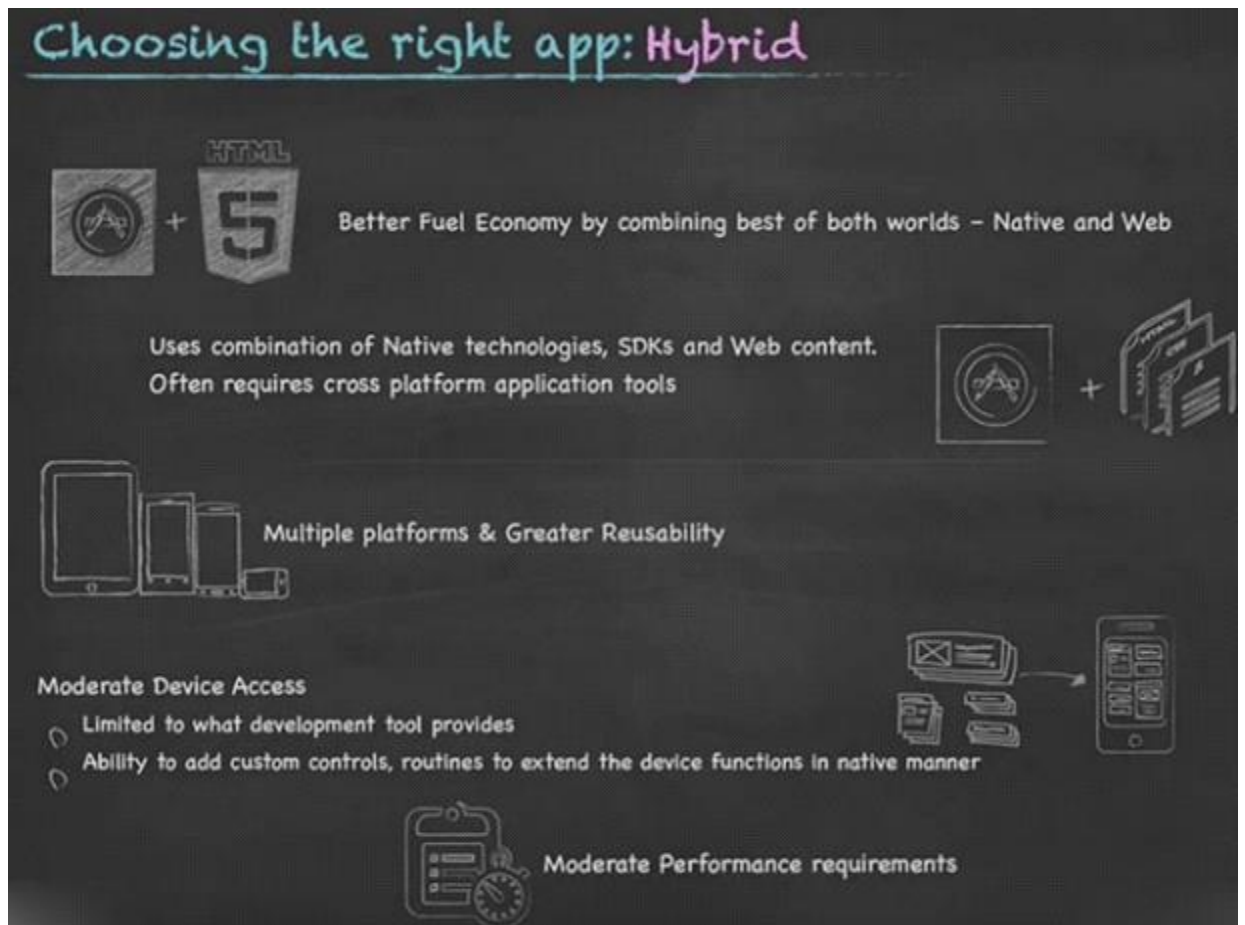 Choosing the right app: Hybrid
HTML
5
Better Fuel Economy by combining best of both worlds – Native and Web
Uses combination of Native technologies, SDKs and Web content.
Often requires cross platform application tools
HTML
CSS
Multiple platforms & Greater Reusability
Moderate Device Access
Limited to what development tool provides
Ability to add custom controls, routines to extend the device functions in native manner
Moderate Performance requirements